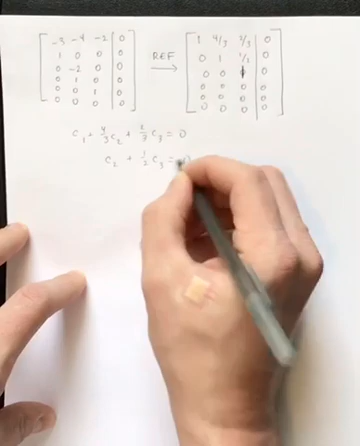 -3 -4 -2 0 REF 1 4/3 2/3 0
1 0 0 0 0 1 1/2 0
0 -2 0 0 0 0 1 0
0 1 0 0 0 0 0 0
0 0 1 0 0 0 0 0
0 0 0 0 0 0 0 0
c₁ + 4/3 c₂ + 2/3 c₃ = 0
c₂ + 1/2 c₃ = 0